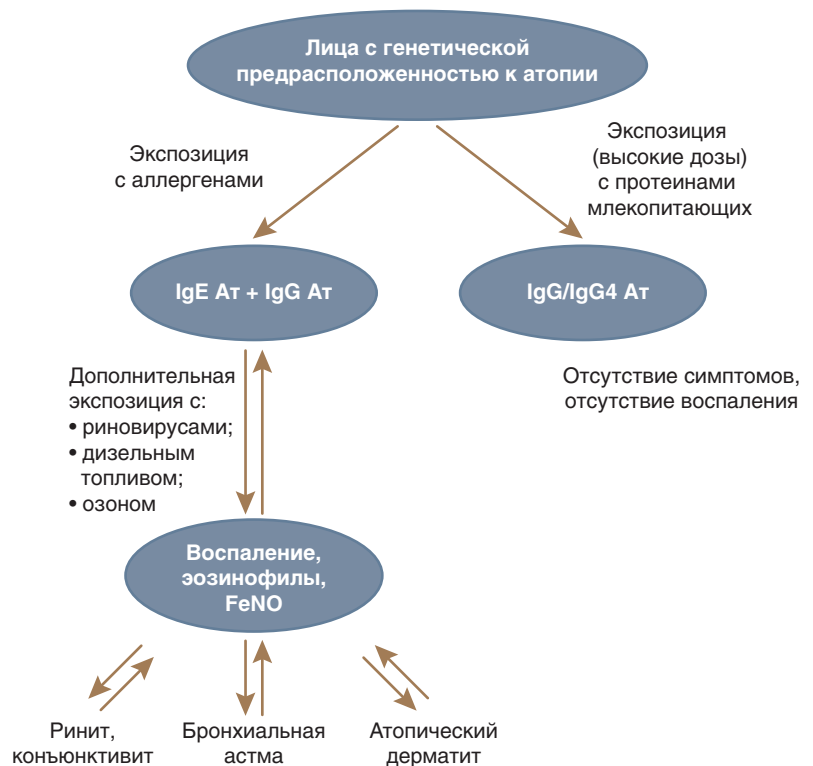 Лица с генетической
предрасположенностью к атопии
Экспозиция
с аллергенами
Экспозиция
(высокие дозы)
с протеинами
млекопитающих
IgE Ат + IgG Ат
IgG/IgG4 Ат
Дополнительная
экспозиция с:
• риновирусами;
• дизельным
топливом;
• озоном
Отсутствие симптомов,
отсутствие воспаления
Воспаление,
эозинофилы,
FeNO
Ринит,
конъюнктивит
Бронхиальная
астма
Атопический
дерматит